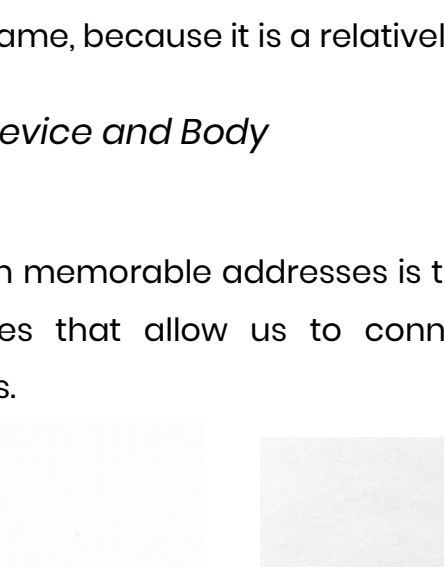 ame, because it is a relativel
evice and Body
n memorable addresses is t
es that allow us to conn
s.